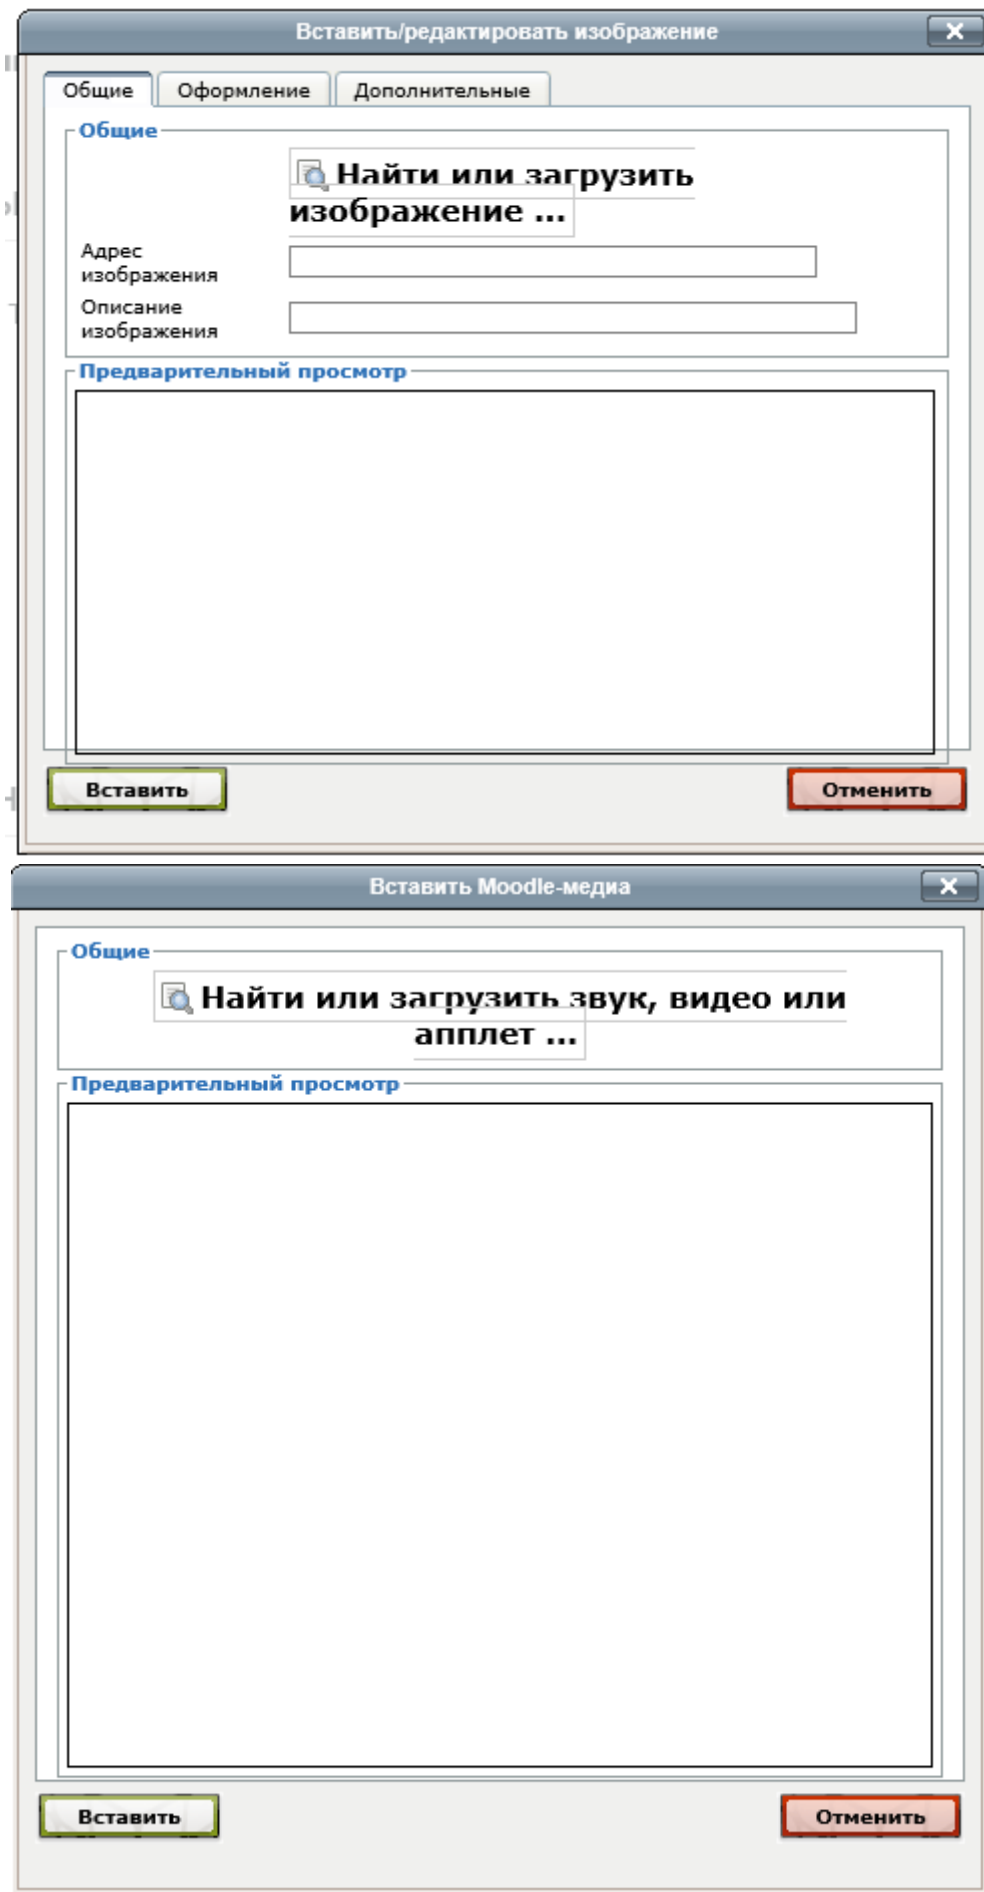 Вставить/редактировать изображение
Общие Оформление Дополнительные
Общие
Найти или загрузить
изображение ...
Адрес
изображения
Описание
изображения
Предварительный просмотр
Вставить Отменить
Вставить Moodle-медиа
Общие
Найти или загрузить звук, видео или
апплет ...
Предварительный просмотр
Вставить Отменить